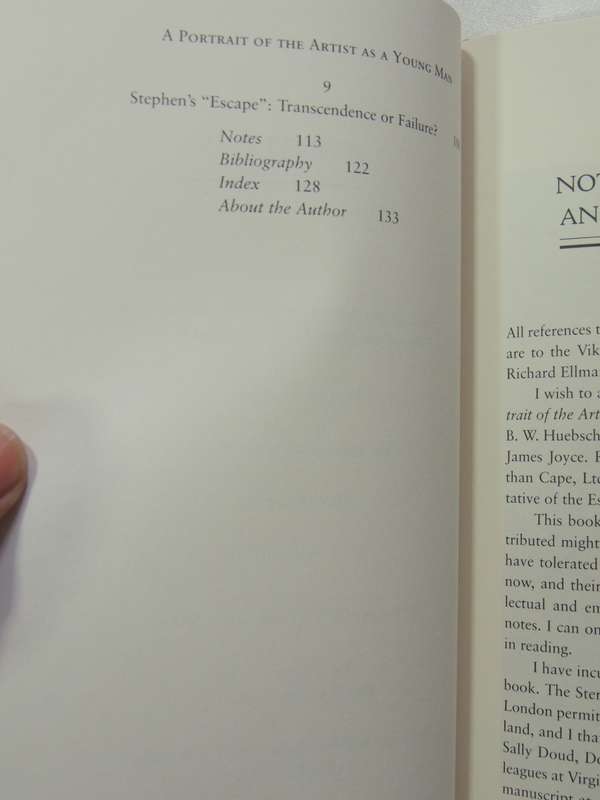 A PORTRAIT OF THE ARTIST AS A YOUNG MAN
9
Stephen's "Escape": Transcendence or Failure?
Notes 113
Bibliography 122
Index 128
About the Author 133
All references
are to the Vik
Richard Ellma
I wish to a
trait of the Art
B. W. Huebsch
James Joyce.
than Cape, Lt
tative of the Es
This book
tributed might
have tolerated
now, and their
lectual and em
notes. I can on
in reading.
I have incu
book. The Ster
London permit
land, and I tha
Sally Doud, De
leagues at Virgi
manuscript at